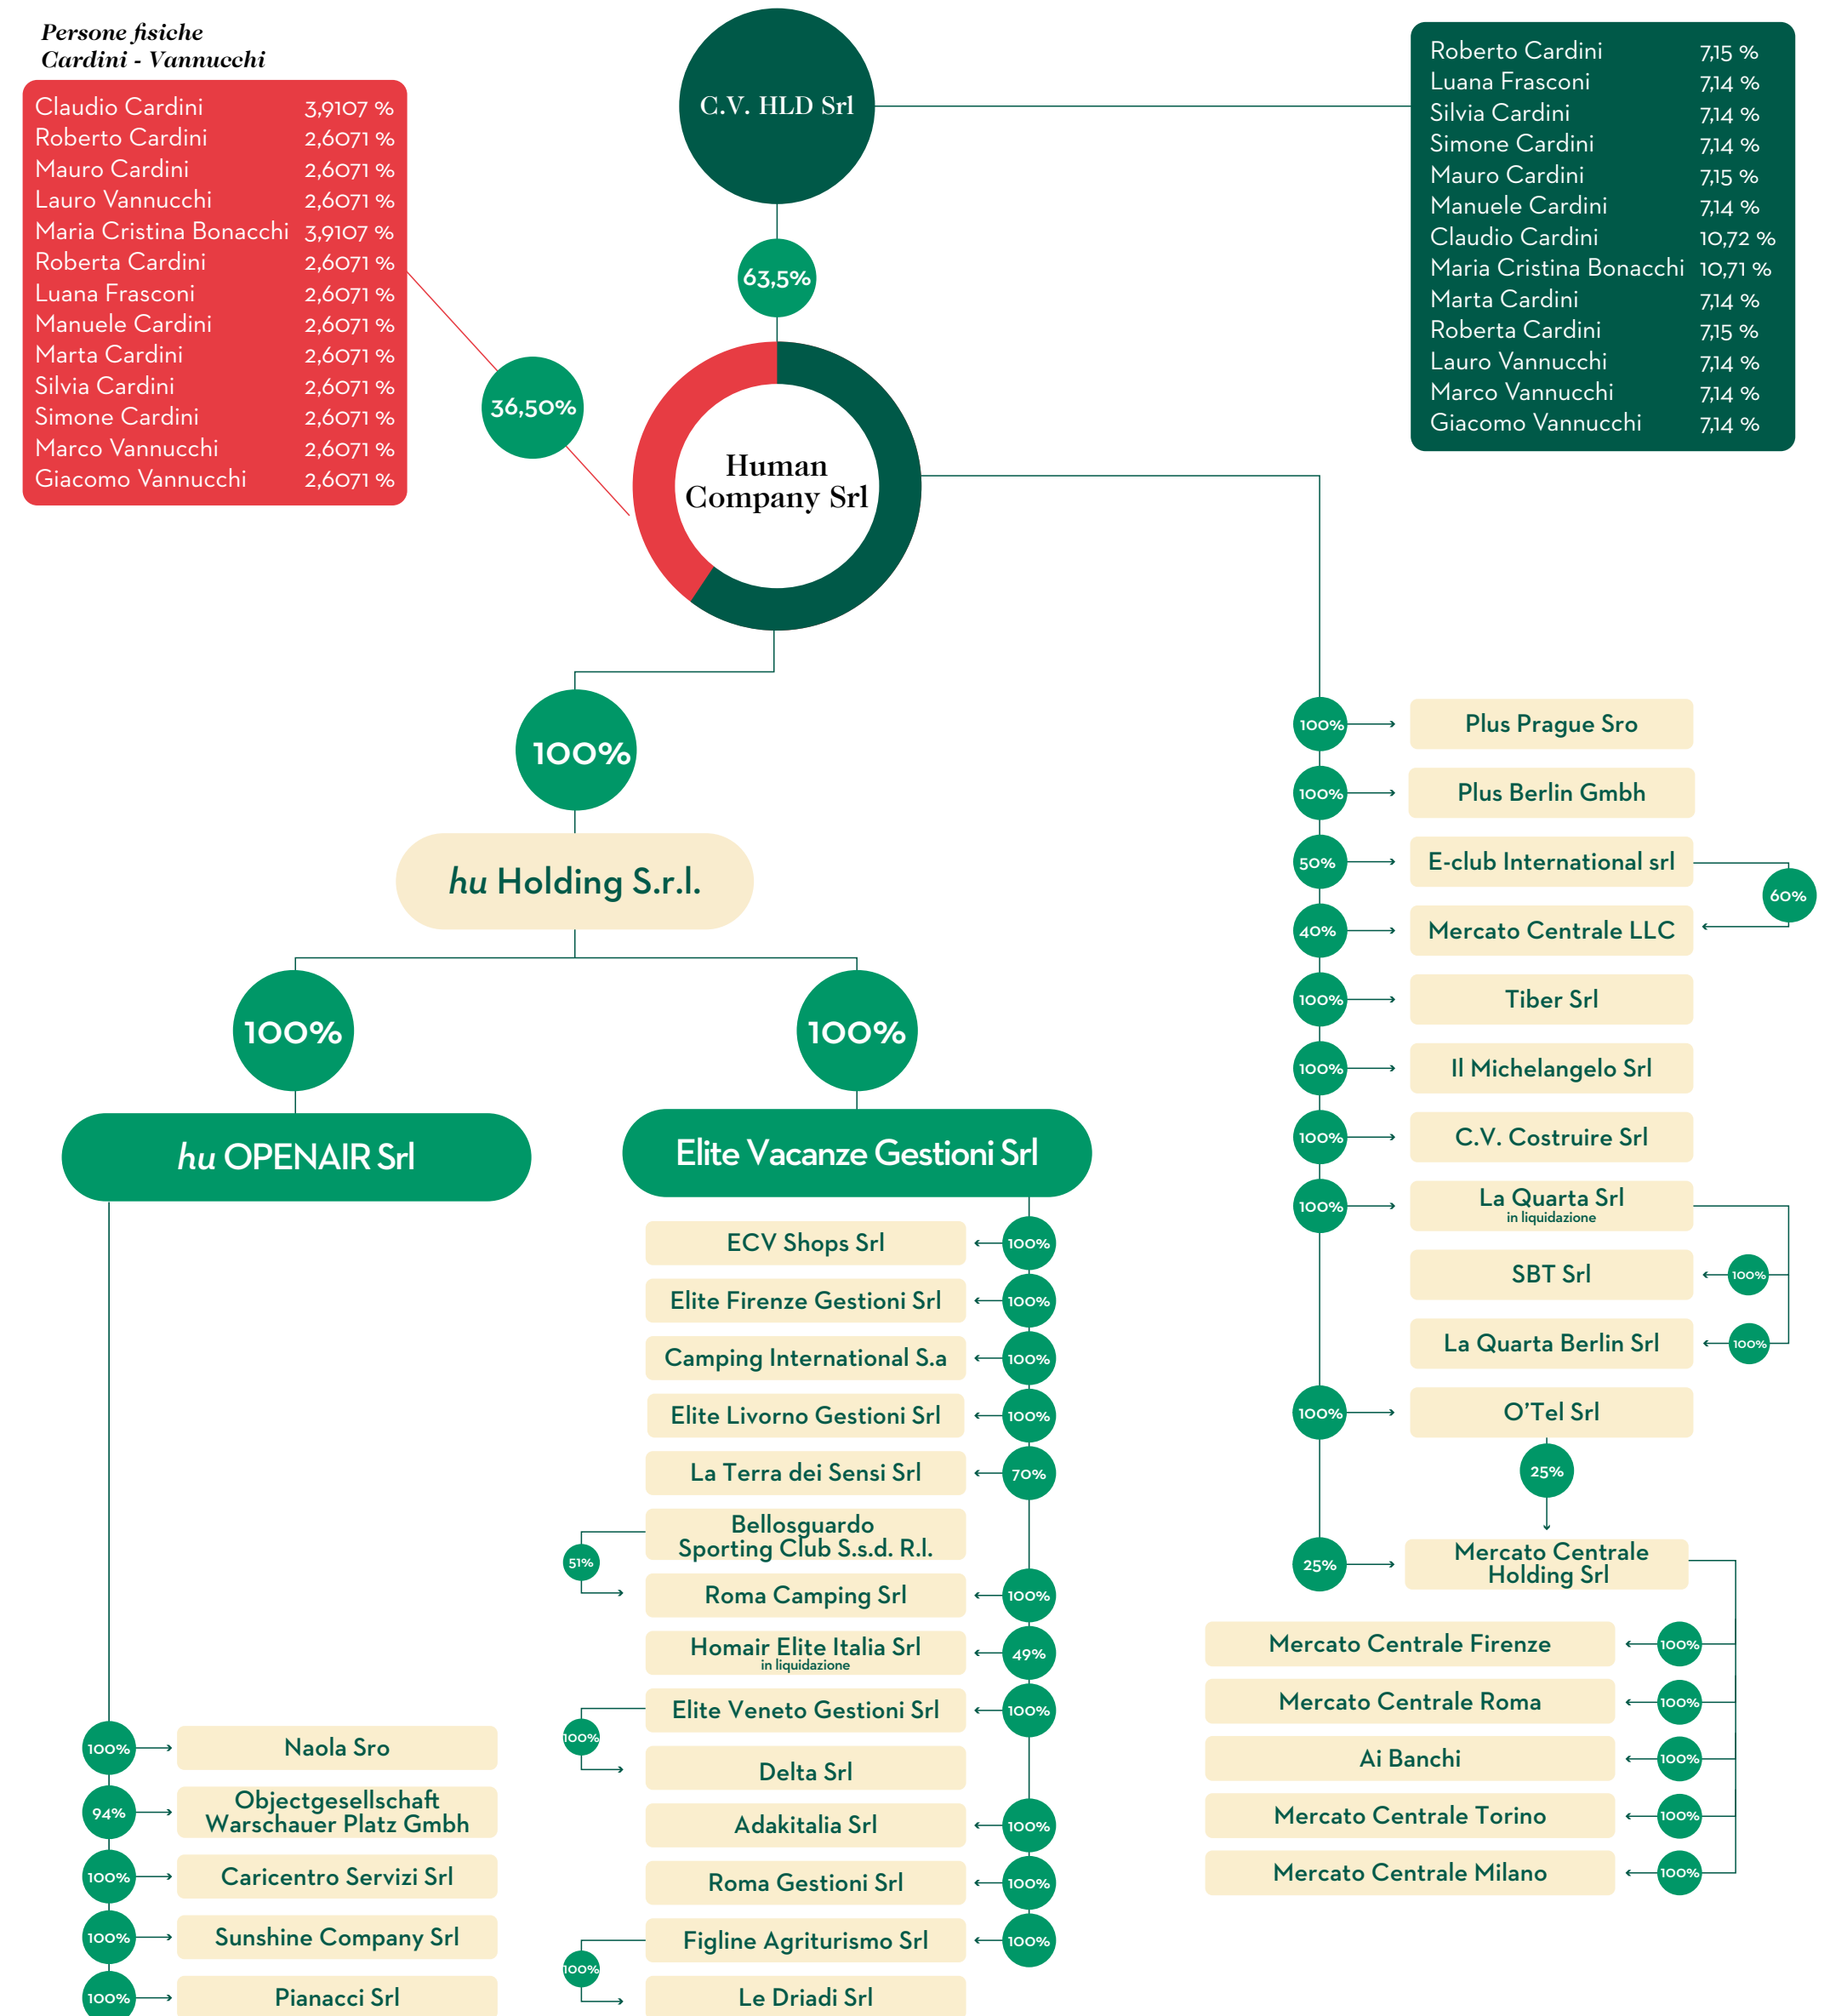 Persone fisiche
Cardini - Vannucchi
Claudio Cardini 3,9107 %
Roberto Cardini 2,6071 %
Mauro Cardini 2,6071 %
Lauro Vannucchi 2,6071 %
Maria Cristina Bonacchi 3,9107 %
Roberta Cardini 2,6071 %
Luana Frasconi 2,6071 %
Manuele Cardini 2,6071 %
Marta Cardini 2,6071 %
Silvia Cardini 2,6071 %
Simone Cardini 2,6071 %
Marco Vannucchi 2,6071 %
Giacomo Vannucchi 2,6071 %
36,50%
C.V. HLD Srl
63,5%
Human
Company Srl
Roberto Cardini 7,15 %
Luana Frasconi 7,14 %
Silvia Cardini 7,14 %
Simone Cardini 7,14 %
Mauro Cardini 7,15 %
Manuele Cardini 7,14 %
Claudio Cardini 10,72 %
Maria Cristina Bonacchi 10,71 %
Marta Cardini 7,14 %
Roberta Cardini 7,15 %
Lauro Vannucchi 7,14 %
Marco Vannucchi 7,14 %
Giacomo Vannucchi 7,14 %
100%
hu Holding S.r.l.
100%
100%
hu OPENAIR Srl
100% Naola Sro
94% Objectgesellschaft
Warschauer Platz Gmbh
100% Caricentro Servizi Srl
100% Sunshine Company Srl
100% Pianacci Srl
Elite Vacanze Gestioni Srl
ECV Shops Srl 100%
Elite Firenze Gestioni Srl 100%
Camping International S.a 100%
Elite Livorno Gestioni Srl 100%
La Terra dei Sensi Srl 70%
Bellosguardo
Sporting Club S.s.d. R.l.
51%
Roma Camping Srl 100%
Homair Elite Italia Srl 49%
in liquidazione
Elite Veneto Gestioni Srl 100%
100%
Delta Srl
Adakitalia Srl 100%
Roma Gestioni Srl 100%
Figline Agriturismo Srl 100%
100%
Le Driadi Srl
100% Plus Prague Sro
100% Plus Berlin Gmbh
50% E-club International srl
60%
40% Mercato Centrale LLC
100% Tiber Srl
100% Il Michelangelo Srl
100% C.V. Costruire Srl
100% La Quarta Srl
in liquidazione
SBT Srl 100%
La Quarta Berlin Srl 100%
100% O'Tel Srl
25%
25% Mercato Centrale
Holding Srl
Mercato Centrale Firenze 100%
Mercato Centrale Roma 100%
Ai Banchi 100%
Mercato Centrale Torino 100%
Mercato Centrale Milano 100%